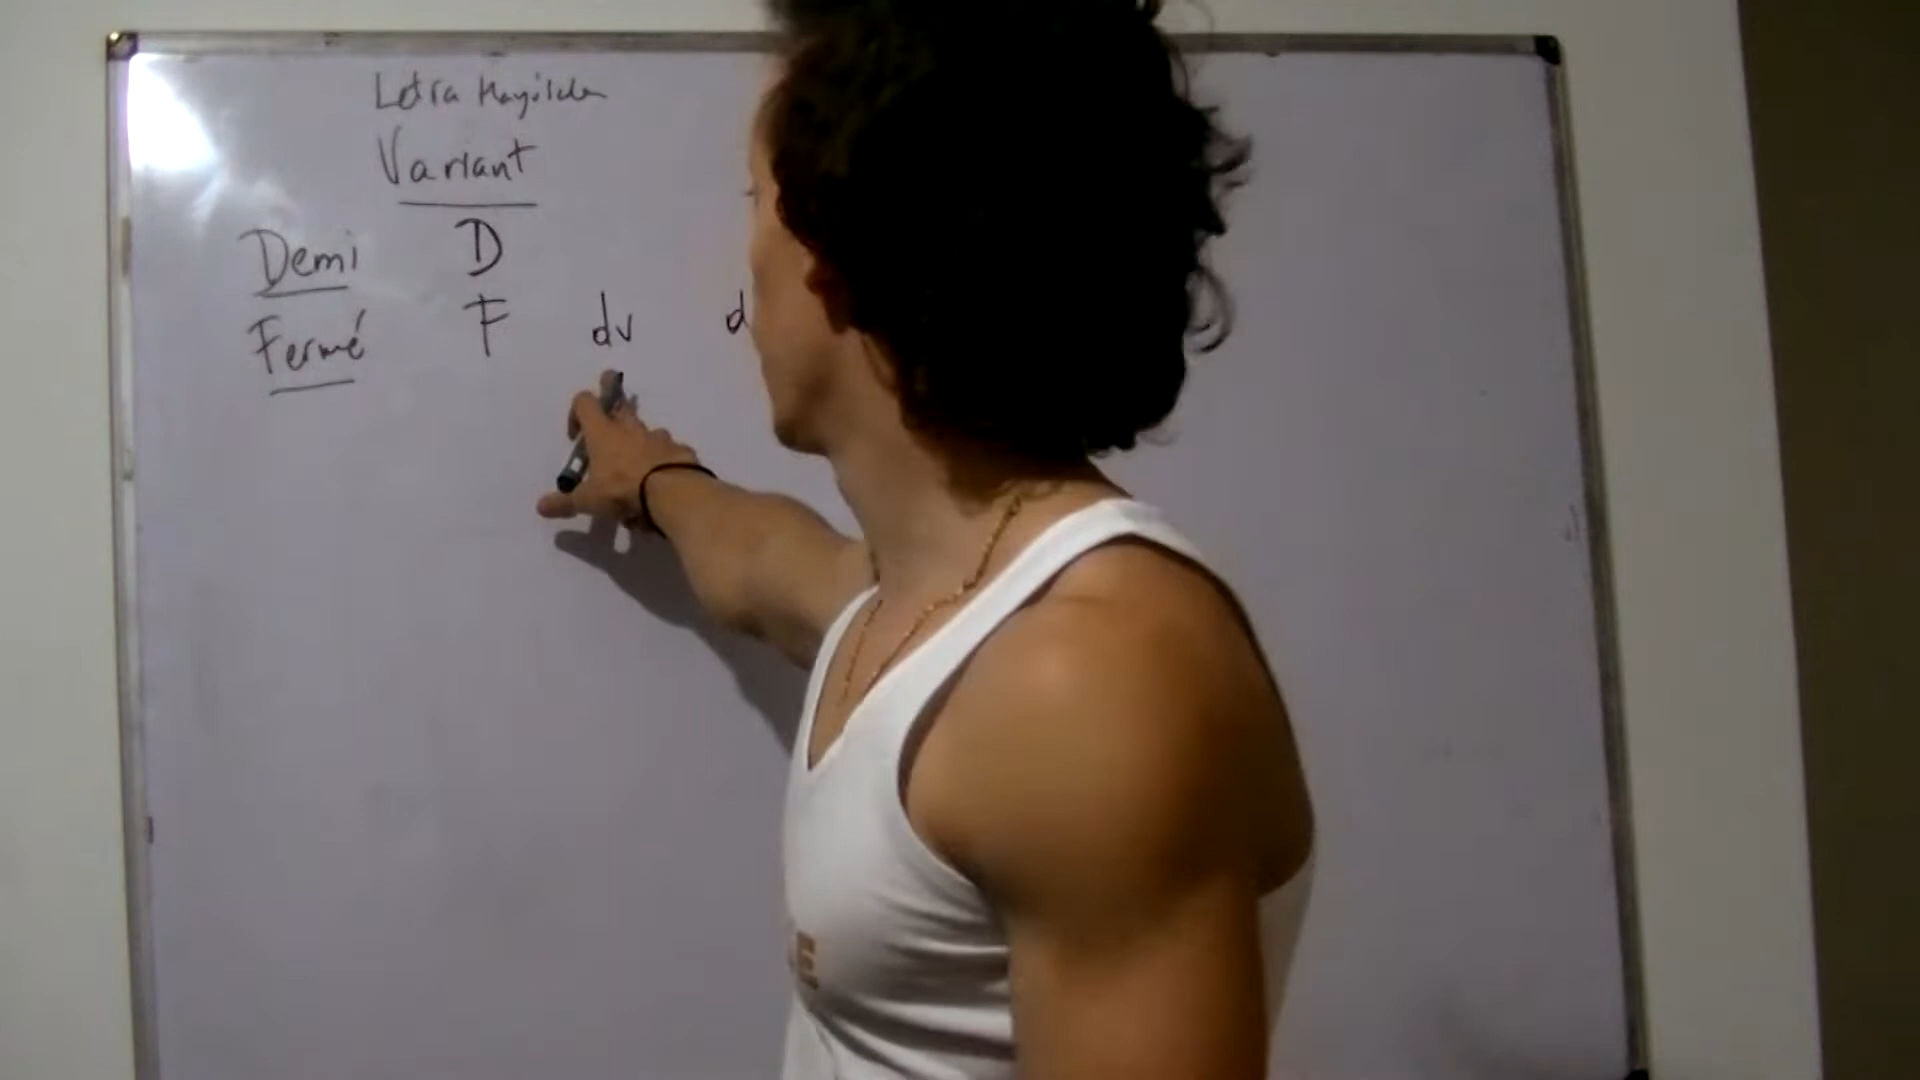 Letra Mayúscula
Variant
Demi D
Fermé F dv d
E